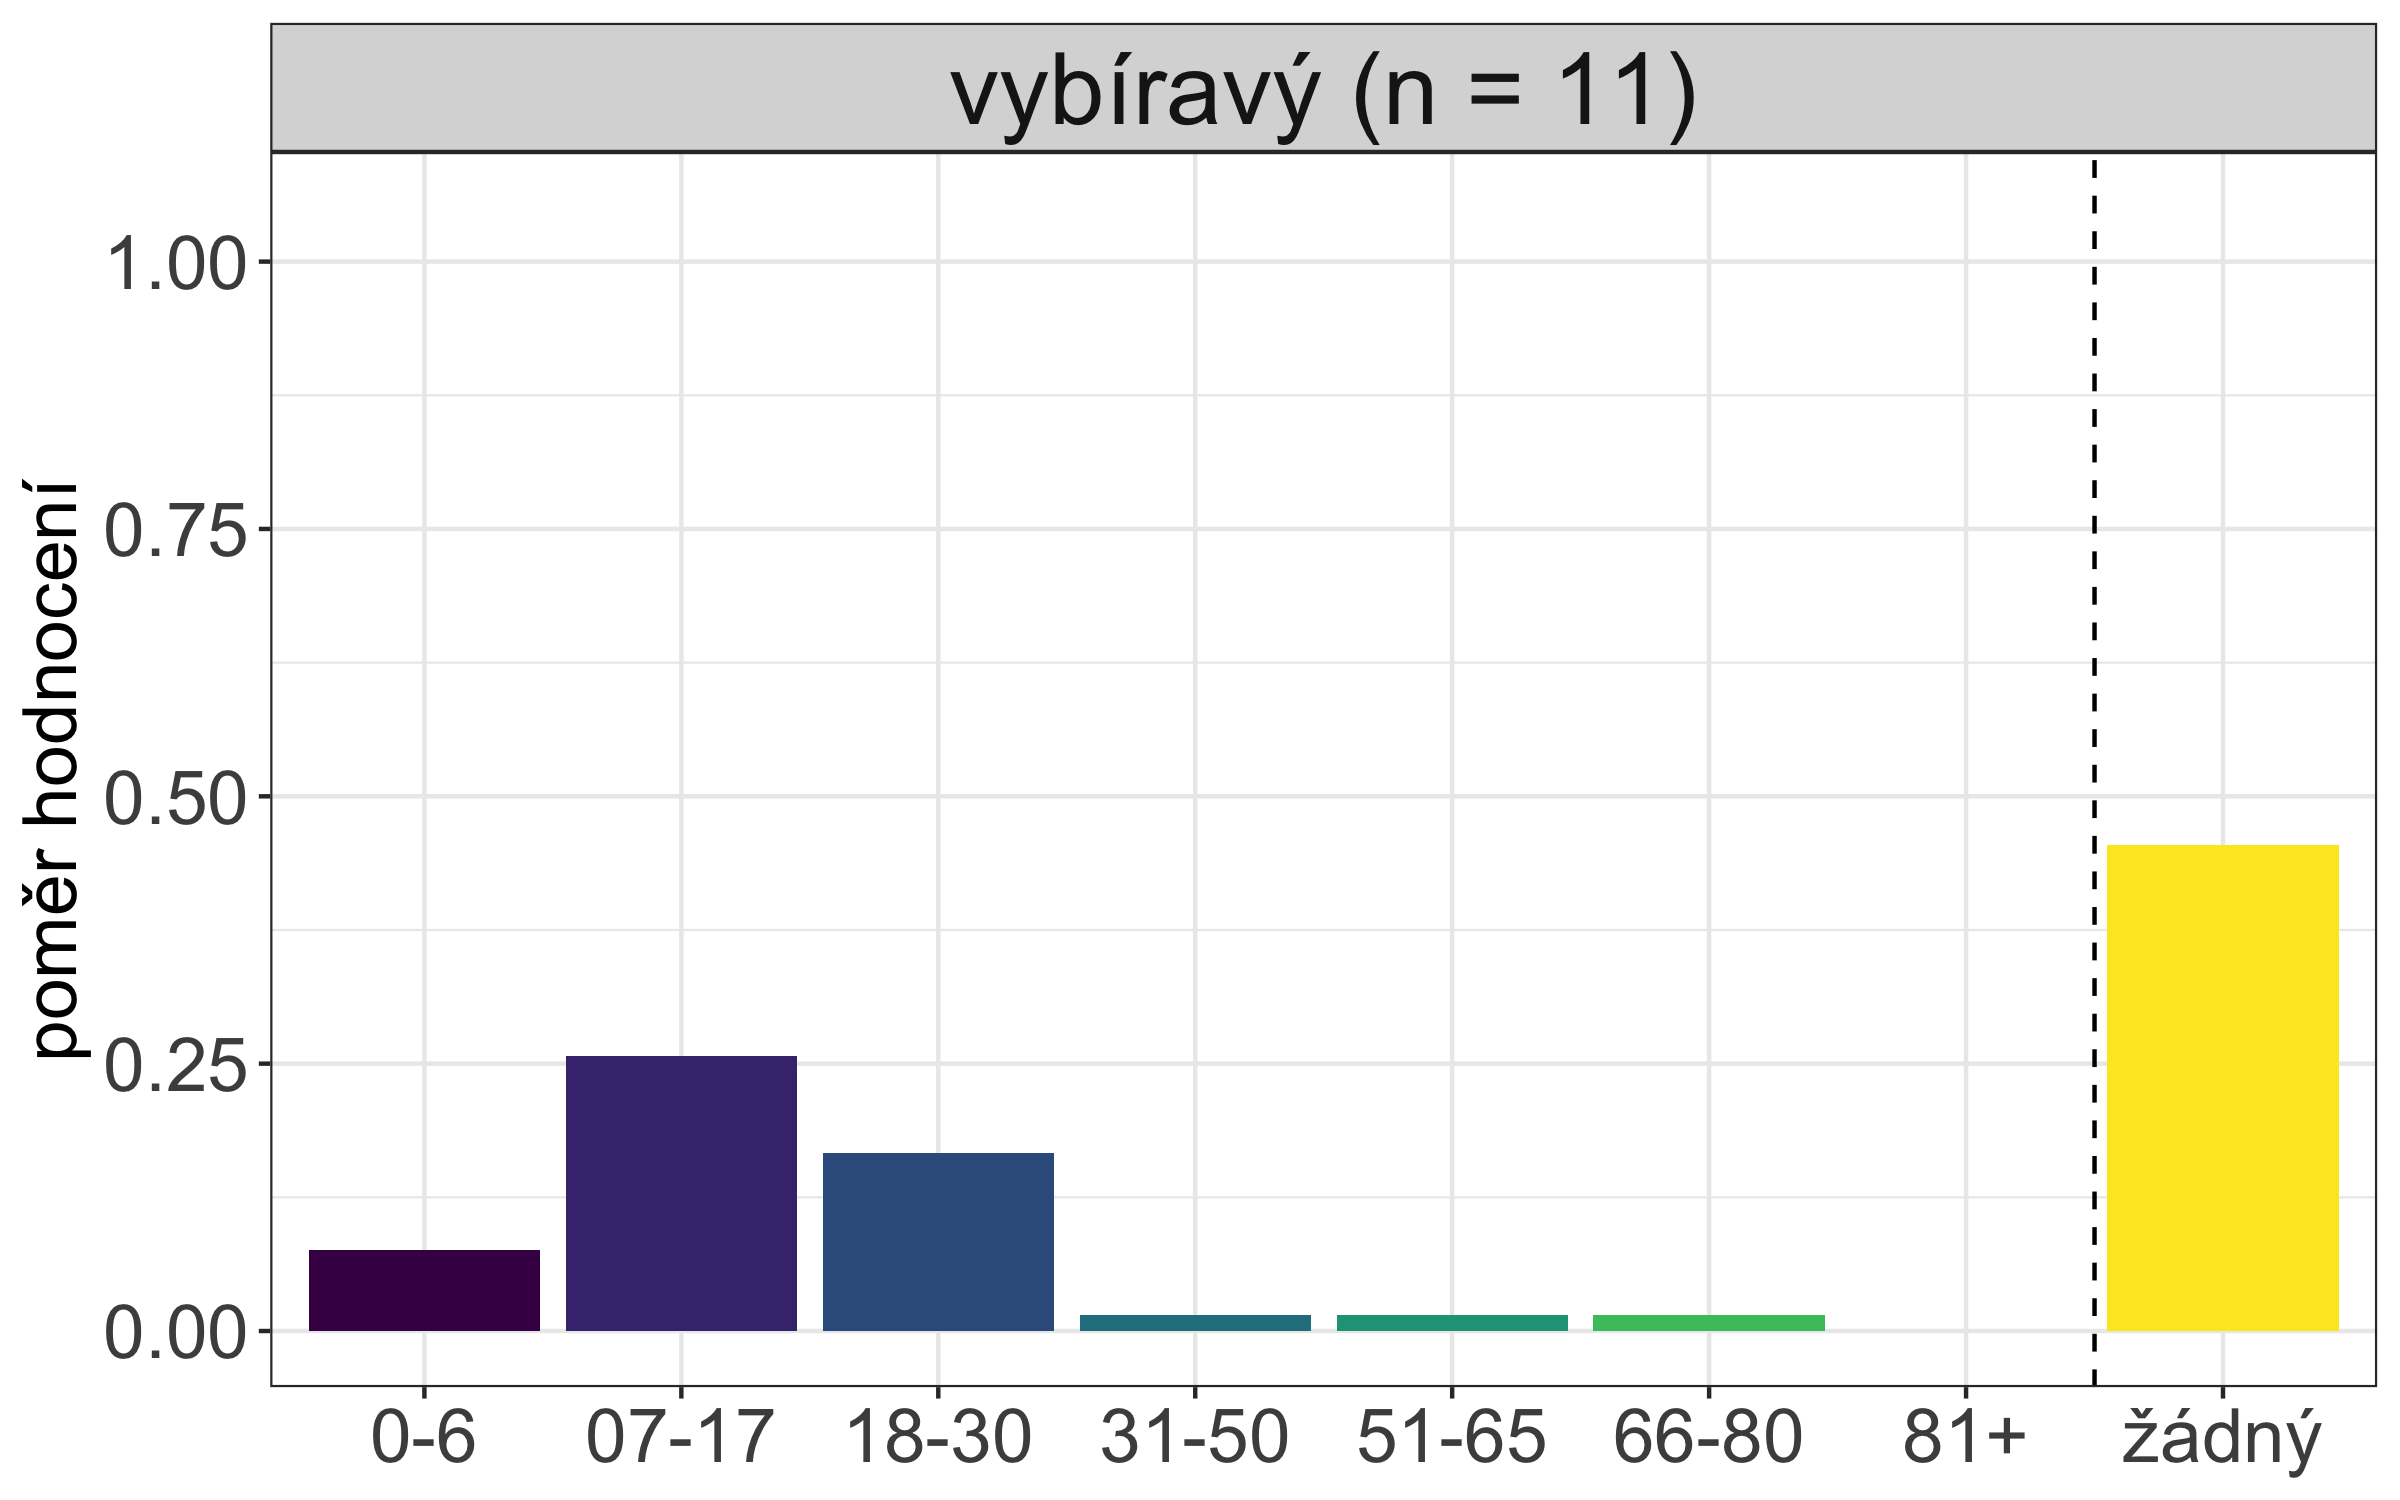 vybíravý (n = 11)
poměr hodnocení
1.00
0.75
0.50
0.25
0.00
0-6 07-17 18-30 31-50 51-65 66-80 81+ žádný